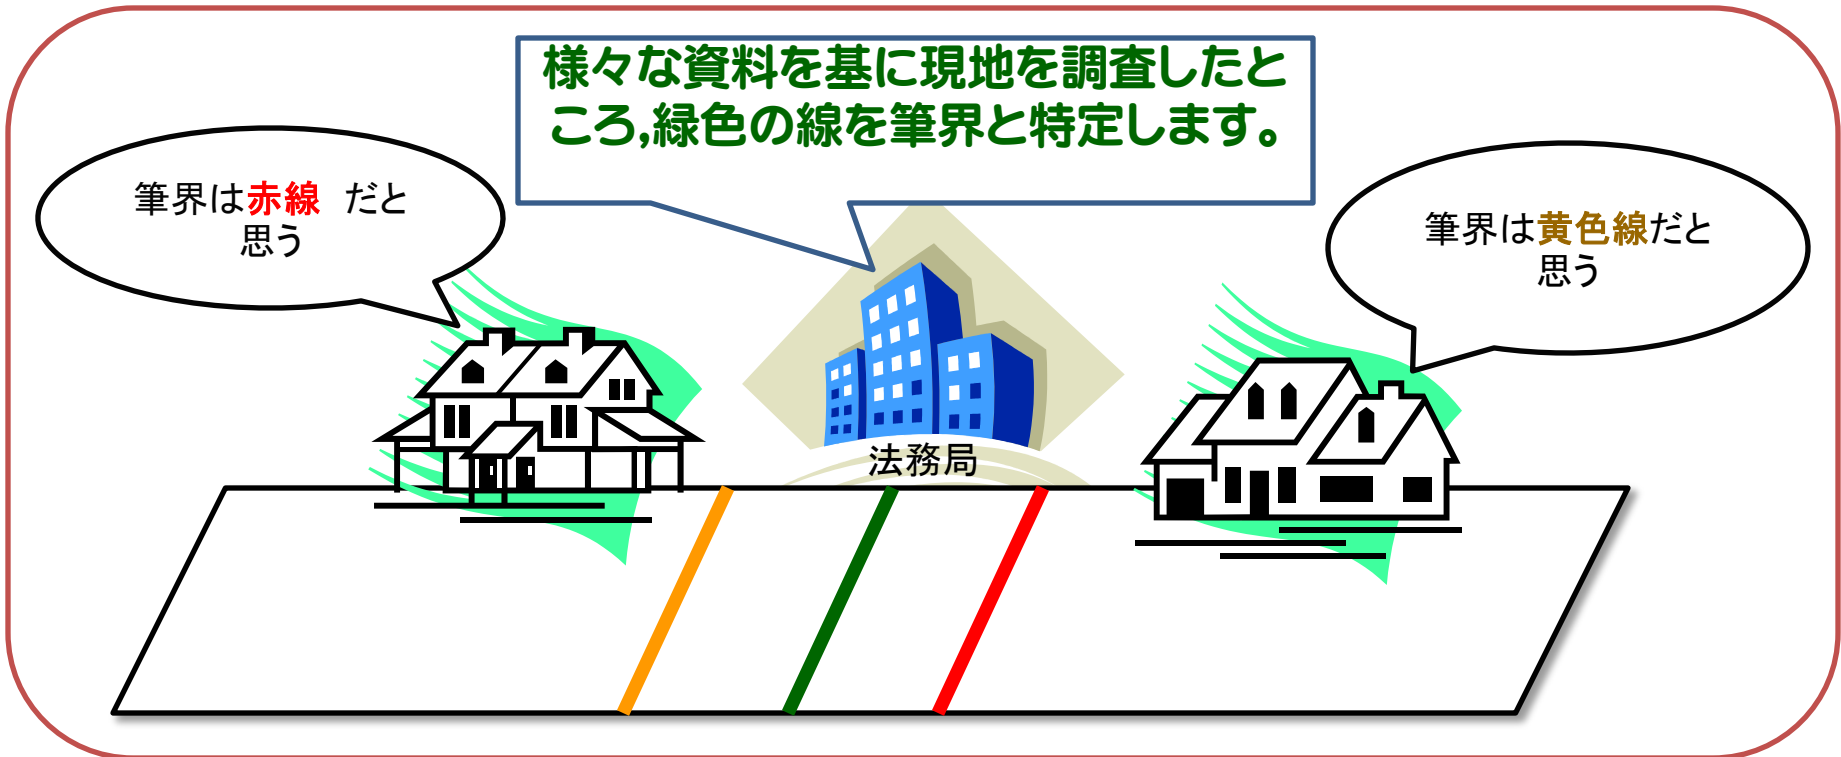 様々な資料を基に現地を調査したと
ころ,緑色の線を筆界と特定します。
筆界は赤線　だと
思う
筆界は黄色線だと
思う
法務局